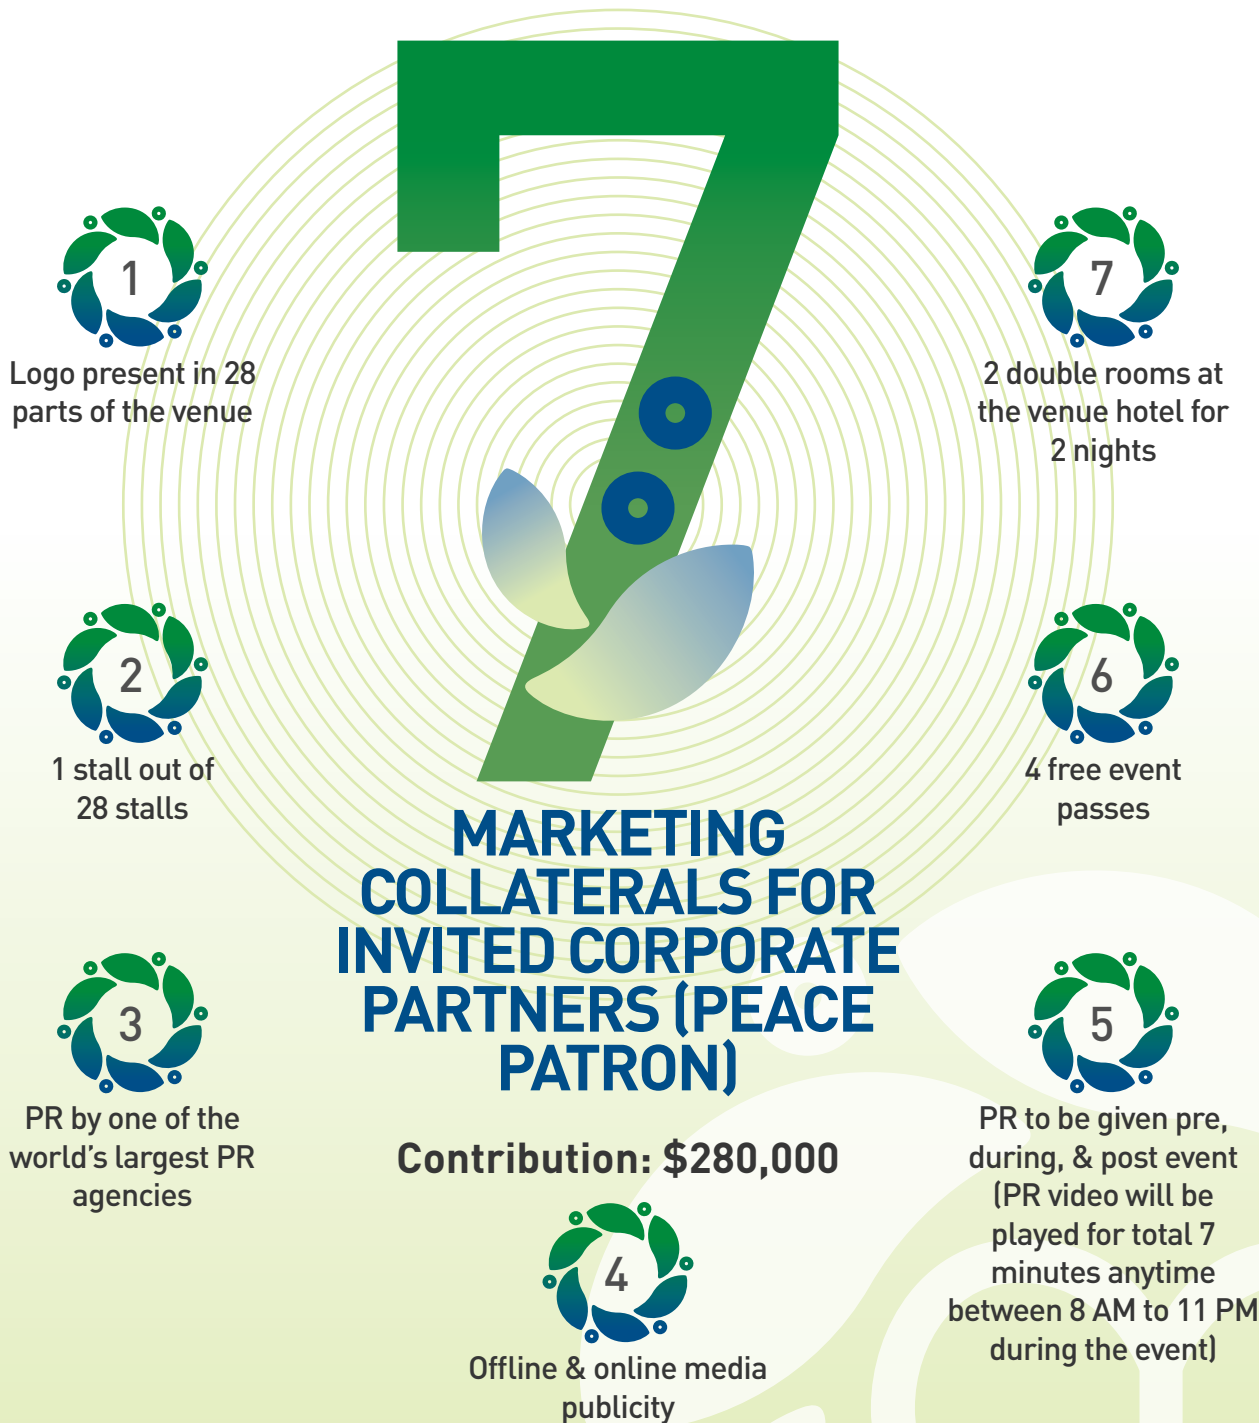 7
MARKETING
COLLATERALS FOR
INVITED CORPORATE
PARTNERS (PEACE
PATRON)
Contribution: $280,000
1
Logo present in 28
parts of the venue
2
1 stall out of
28 stalls
3
PR by one of the
world’s largest PR
agencies
4
Offline & online media
publicity
5
PR to be given pre,
during, & post event
(PR video will be
played for total 7
minutes anytime
between 8 AM to 11 PM
during the event)
6
4 free event
passes
7
2 double rooms at
the venue hotel for
2 nights